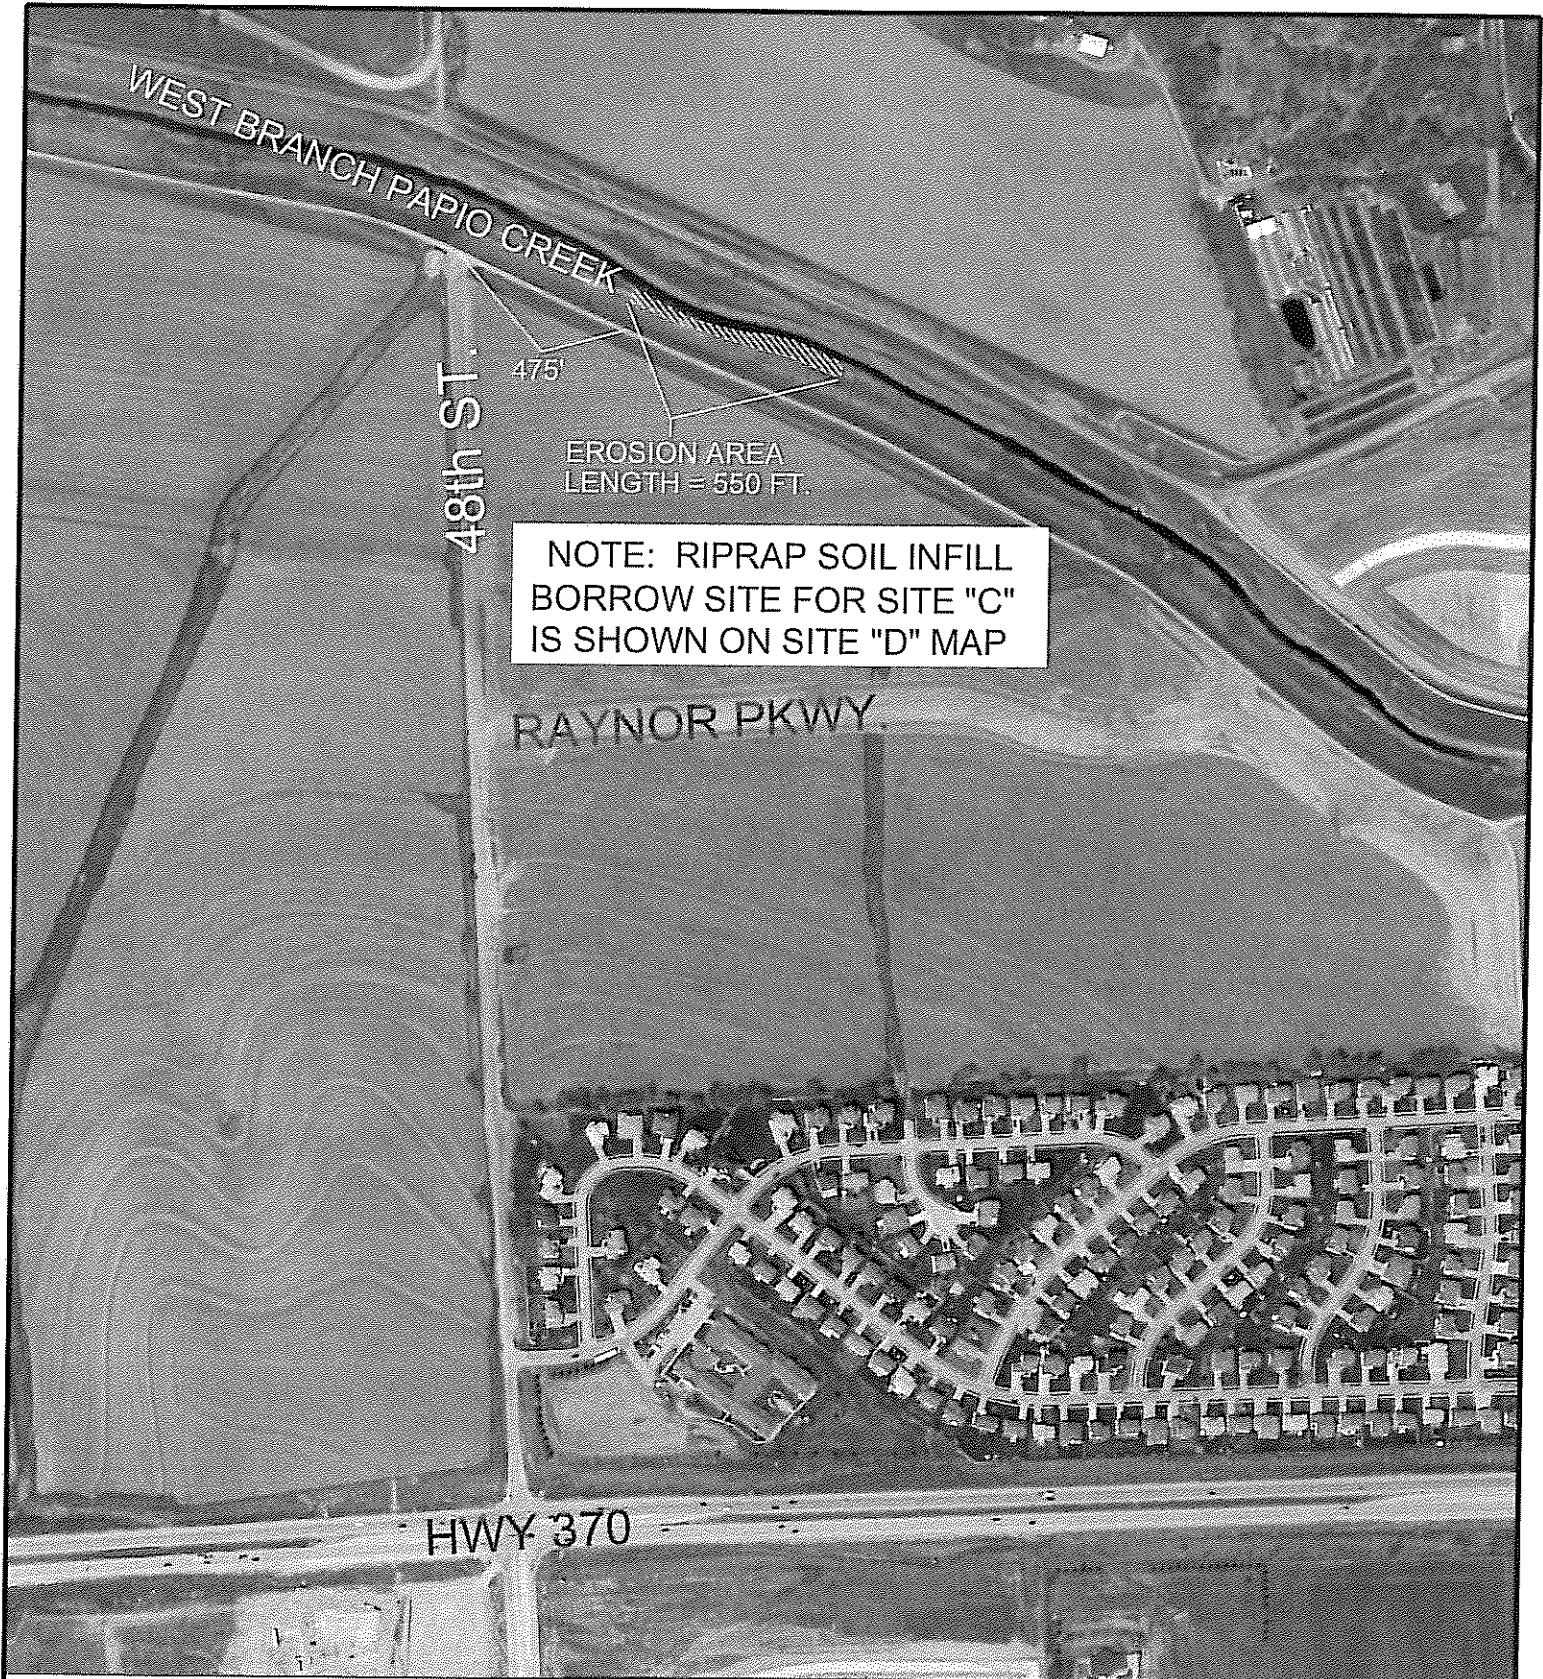 WEST BRANCH PAPIO CREEK
475'
48th ST.
EROSION AREA
LENGTH = 550 FT.
NOTE: RIPRAP SOIL INFILL
BORROW SITE FOR SITE "C"
IS SHOWN ON SITE "D" MAP
RAYNOR PKWY.
HWY 370